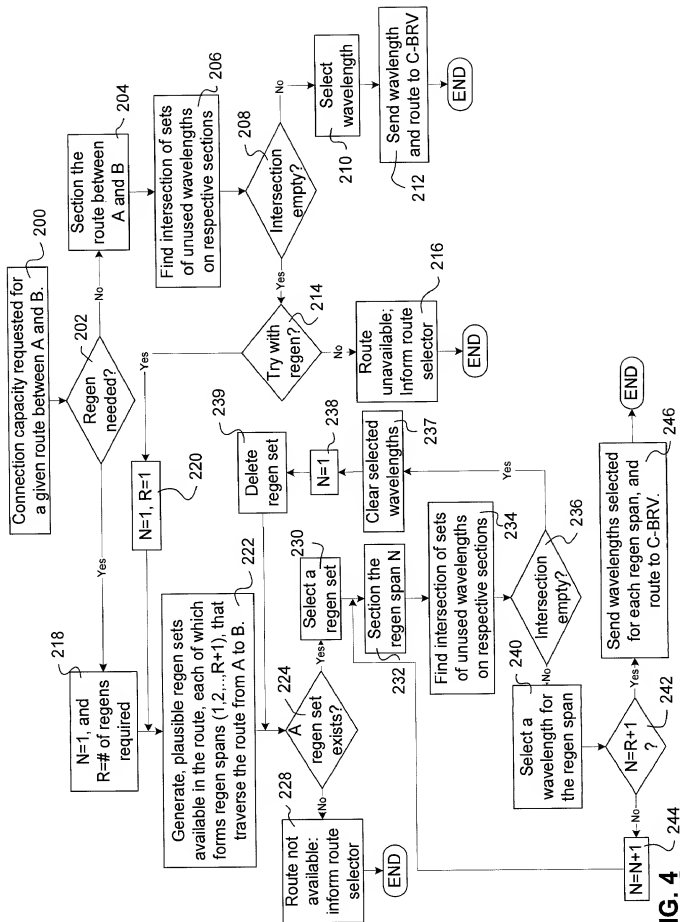 Connection capacity requested for
a given route between A and B.
200
202
Regen
needed?
No
Yes
Section the
route between
A and B
204
Find intersection of sets
of unused wavelengths
on respective sections
206
208
Intersection
empty?
No
Yes
Select
wavelength
210
Send wavlength
and route to C-BRV
212
END
214
Try with
regen?
Yes
No
Route
unavailable;
Inform route
selector
216
END
218
N=1, and
R=# of regens
required
N=1, R=1
220
222
Generate, plausible regen sets
available in the route, each of which
forms regen spans (1,2,..,R+1), that
traverse the route from A to B.
224
A
regen set
exists?
No
Yes
228
Route not
available:
inform route
selector
END
230
Select a
regen set
Section the
regen span N
232
Find intersection of sets
of unused wavelengths
on respective sections
234
Intersection
empty?
236
Yes
No
Clear selected
wavelengths
237
N=1
238
239
Delete
regen set
240
Select a
wavelength for
the regen span
N=R+1
?
242
Yes
No
N=N+1
244
Send wavelengths selected
for each regen span, and
route to C-BRV.
246
END
IG. 4